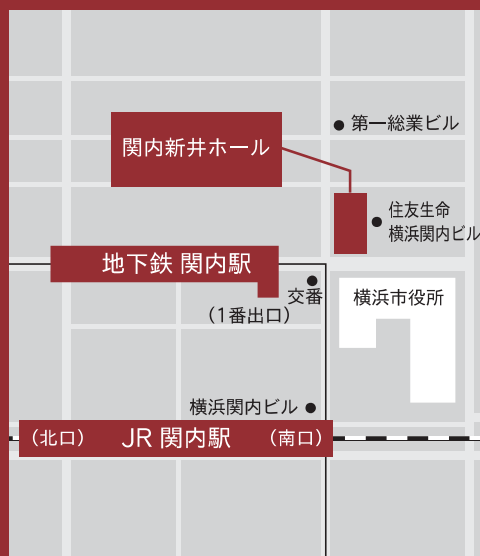 第一総業ビル
関内新井ホール
住友生命
横浜関内ビル
地下鉄 関内駅
交番
横浜市役所
（1番出口）
横浜関内ビル
（北口） JR 関内駅 （南口）